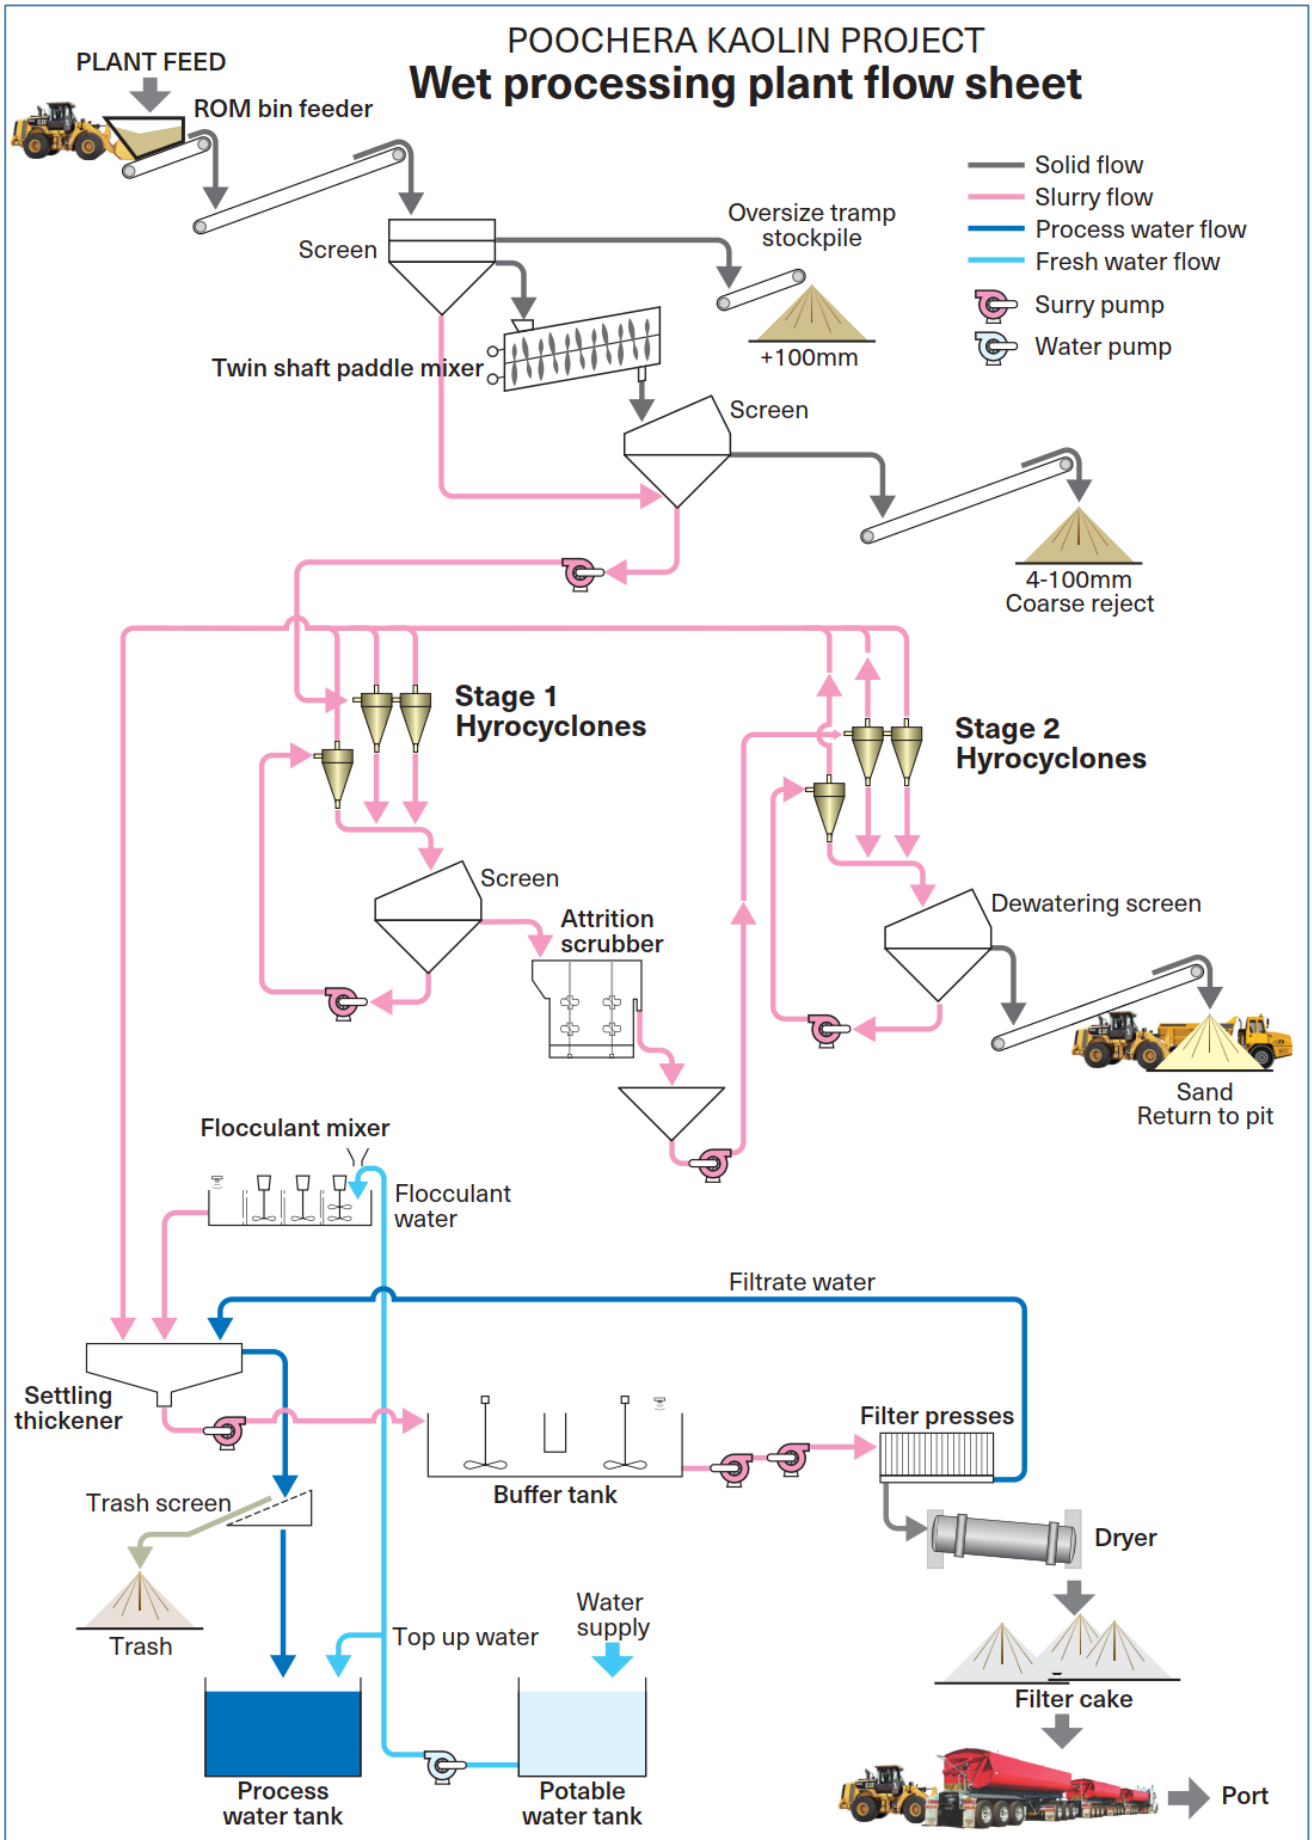 POOCHERA KAOLIN PROJECT
Wet processing plant flow sheet
PLANT FEED
ROM bin feeder
Solid flow
Slurry flow
Process water flow
Fresh water flow
Surry pump
Water pump
Screen
Oversize tramp
stockpile
+100mm
Twin shaft paddle mixer
Screen
4-100mm
Coarse reject
Stage 1
Hyrocyclones
Stage 2
Hyrocyclones
Screen
Attrition
scrubber
Dewatering screen
Sand
Return to pit
Flocculant mixer
Flocculant
water
Filtrate water
Settling
thickener
Buffer tank
Filter presses
Trash screen
Trash
Dryer
Top up water
Water
supply
Filter cake
Process
water tank
Potable
water tank
Port